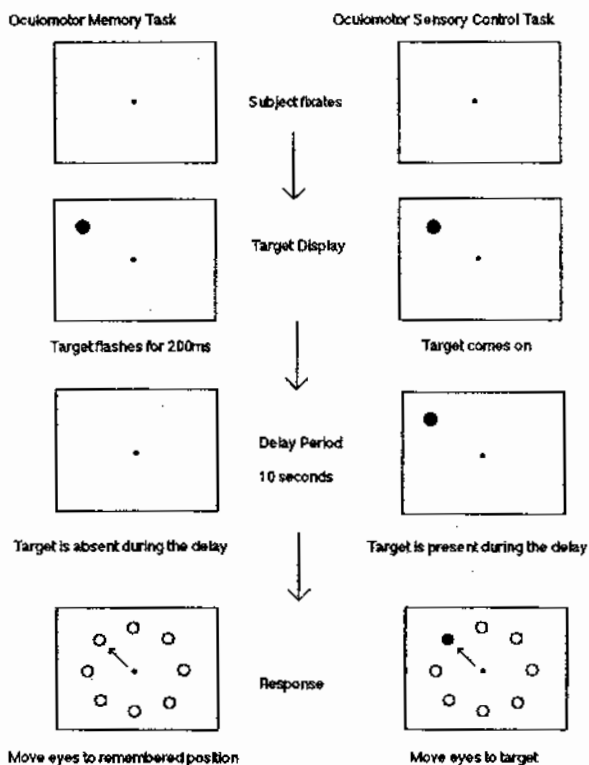 Oculomotor Memory Task
Oculomotor Sensory Control Task
Subject fixates
Target Display
Target flashes for 200ms
Target comes on
Delay Period
10 seconds
Target is absent during the delay
Target is present during the delay
Response
Move eyes to remembered position
Move eyes to target